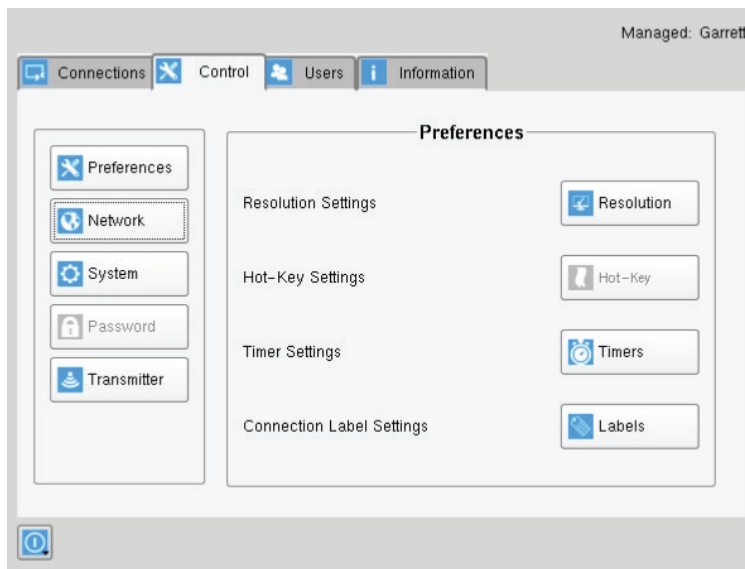 Managed: Garrett
Connections Control Users Information
Preferences
Preferences
Network
System
Password
Transmitter
Resolution Settings Resolution
Hot-Key Settings Hot-Key
Timer Settings Timers
Connection Label Settings Labels